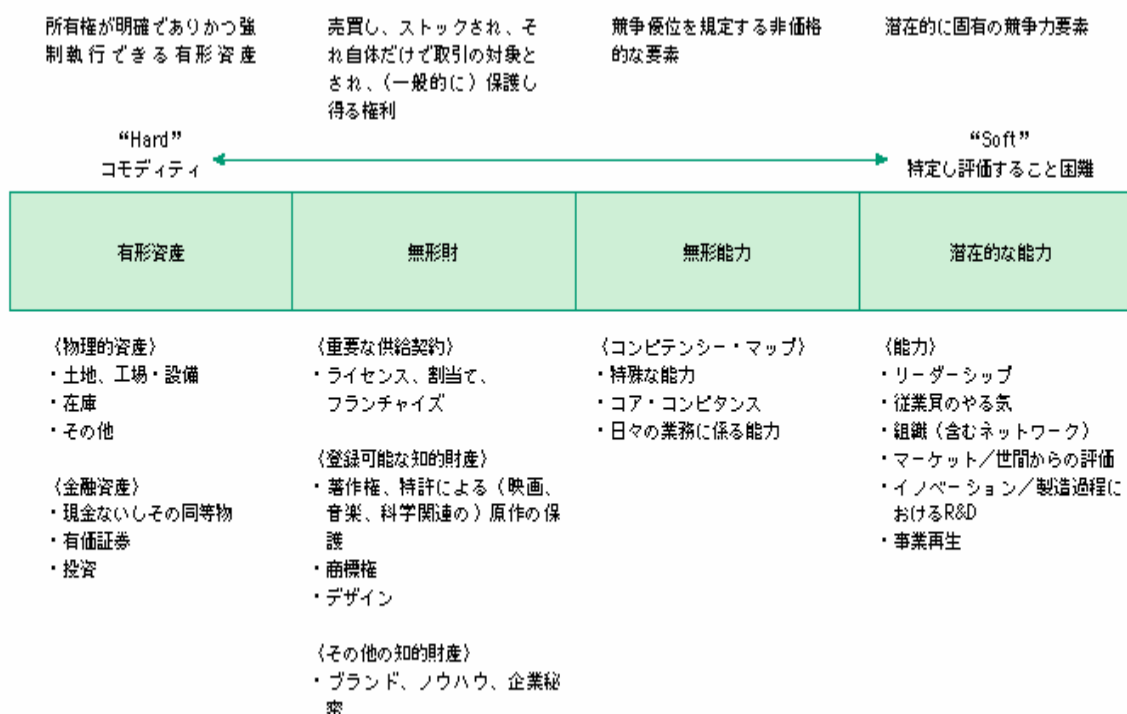 所有権が明確でありかつ強
制執行できる有形資産
売買し、ストックされ、そ
れ自体だけで取引の対象と
され、（一般的に）保護し
得る権利
競争優位を規定する非価格
的な要素
潜在的に固有の競争力要素
“Hard”
コモディティ
“Soft”
特定し評価すること困難
有形資産
無形財
無形能力
潜在的な能力
〈物理的資産〉
・土地、工場・設備
・在庫
・その他
〈金融資産〉
・現金ないしその同等物
・有価証券
・投資
〈重要な供給契約〉
・ライセンス、割当て、
フランチャイズ
〈登録可能な知的財産〉
・著作権、特許による（映画、
音楽、科学関連の）原作の保
護
・商標権
・デザイン
〈その他の知的財産〉
・ブランド、ノウハウ、企業秘
密
〈コンピテンシー・マップ〉
・特殊な能力
・コア・コンピタンス
・日々の業務に係る能力
〈能力〉
・リーダーシップ
・従業員のやる気
・組織（含むネットワーク）
・マーケット／世間からの評価
・イノベーション／製造過程に
おけるR&D
・事業再生